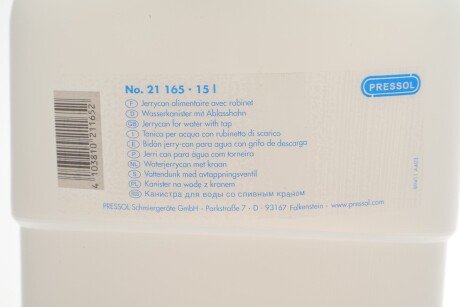 No. 21 165 · 15 l
PRESSOL
F Jerrycan alimentaire avec robinet
D Wasserkanister mit Ablasshahn
GB Jerrycan for water with tap
I Tanica per acqua con rubinetto di scarico
E Bidón jerry-can para agua con grifo de descarga
P Jerri can para água com torneira
NL Waterjerrycan met kraan
S Vattendunk med avtappningsventil
PL Kanister na wodę z kranem
Канистра для воды со сливным краном
PRESSOL Schmiergeräte GmbH - Parkstraße 7 · D - 93167 Falkenstein · www.pressol.com
4 103810 211652